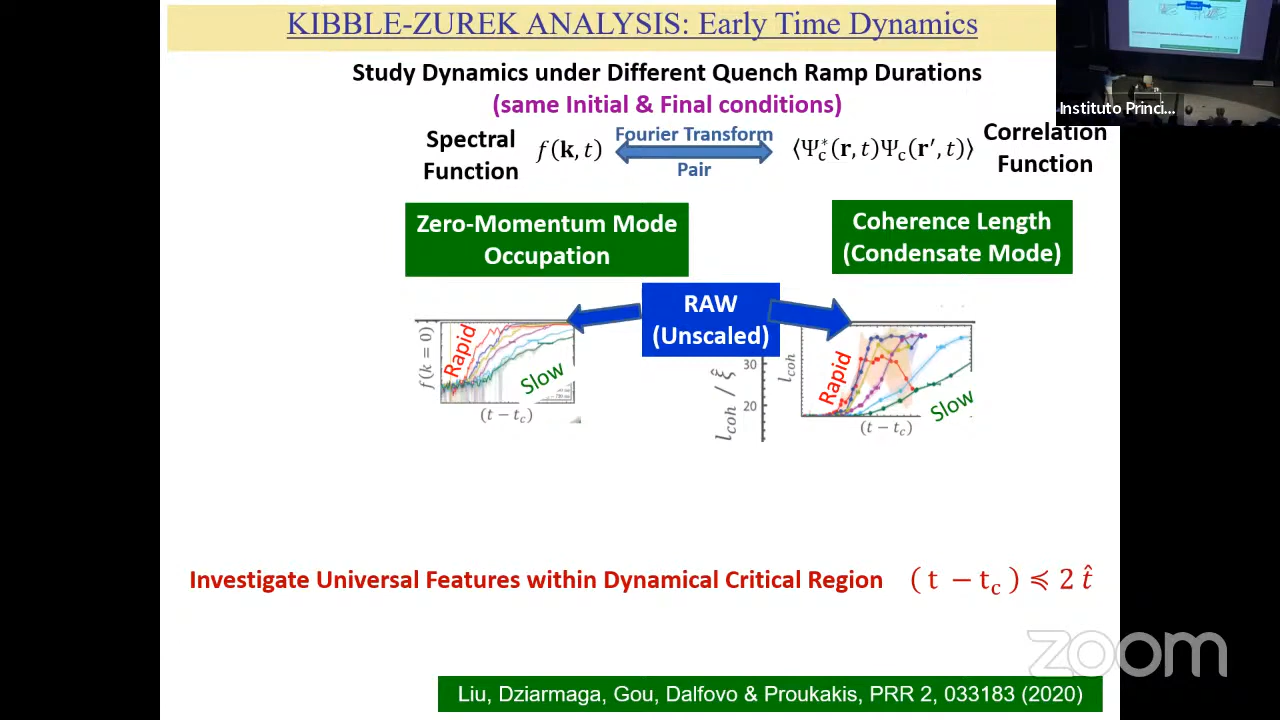 KIBBLE-ZUREK ANALYSIS: Early Time Dynamics
Study Dynamics under Different Quench Ramp Durations
(same Initial & Final conditions)
Instituto Princi...
Spectral
Function
f(k, t)
Fourier Transform
Pair
⟨Ψ*c(r, t)Ψc(r′, t)⟩
Correlation
Function
Zero-Momentum Mode
Occupation
Coherence Length
(Condensate Mode)
RAW
(Unscaled)
f(k = 0)
Rapid
Slow
(t − tc)
lcoh / ξ̂
30
20
lcoh
Rapid
Slow
(t − tc)
Investigate Universal Features within Dynamical Critical Region ( t − tc ) ≼ 2 t̂
zoom
Liu, Dziarmaga, Gou, Dalfovo & Proukakis, PRR 2, 033183 (2020)